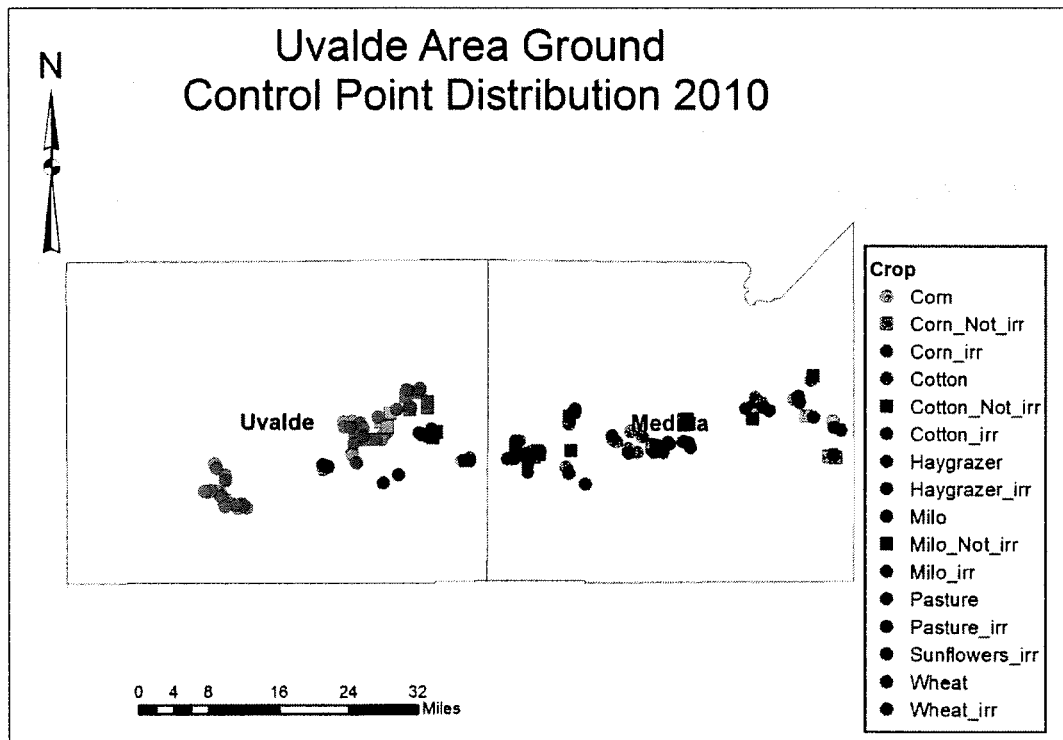 Uvalde Area Ground
Control Point Distribution 2010
N
Uvalde
Medina
Crop
Corn
Corn_Not_irr
Corn_irr
Cotton
Cotton_Not_irr
Cotton_irr
Haygrazer
Haygrazer_irr
Milo
Milo_Not_irr
Milo_irr
Pasture
Pasture_irr
Sunflowers_irr
Wheat
Wheat_irr
0 4 8 16 24 32
Miles